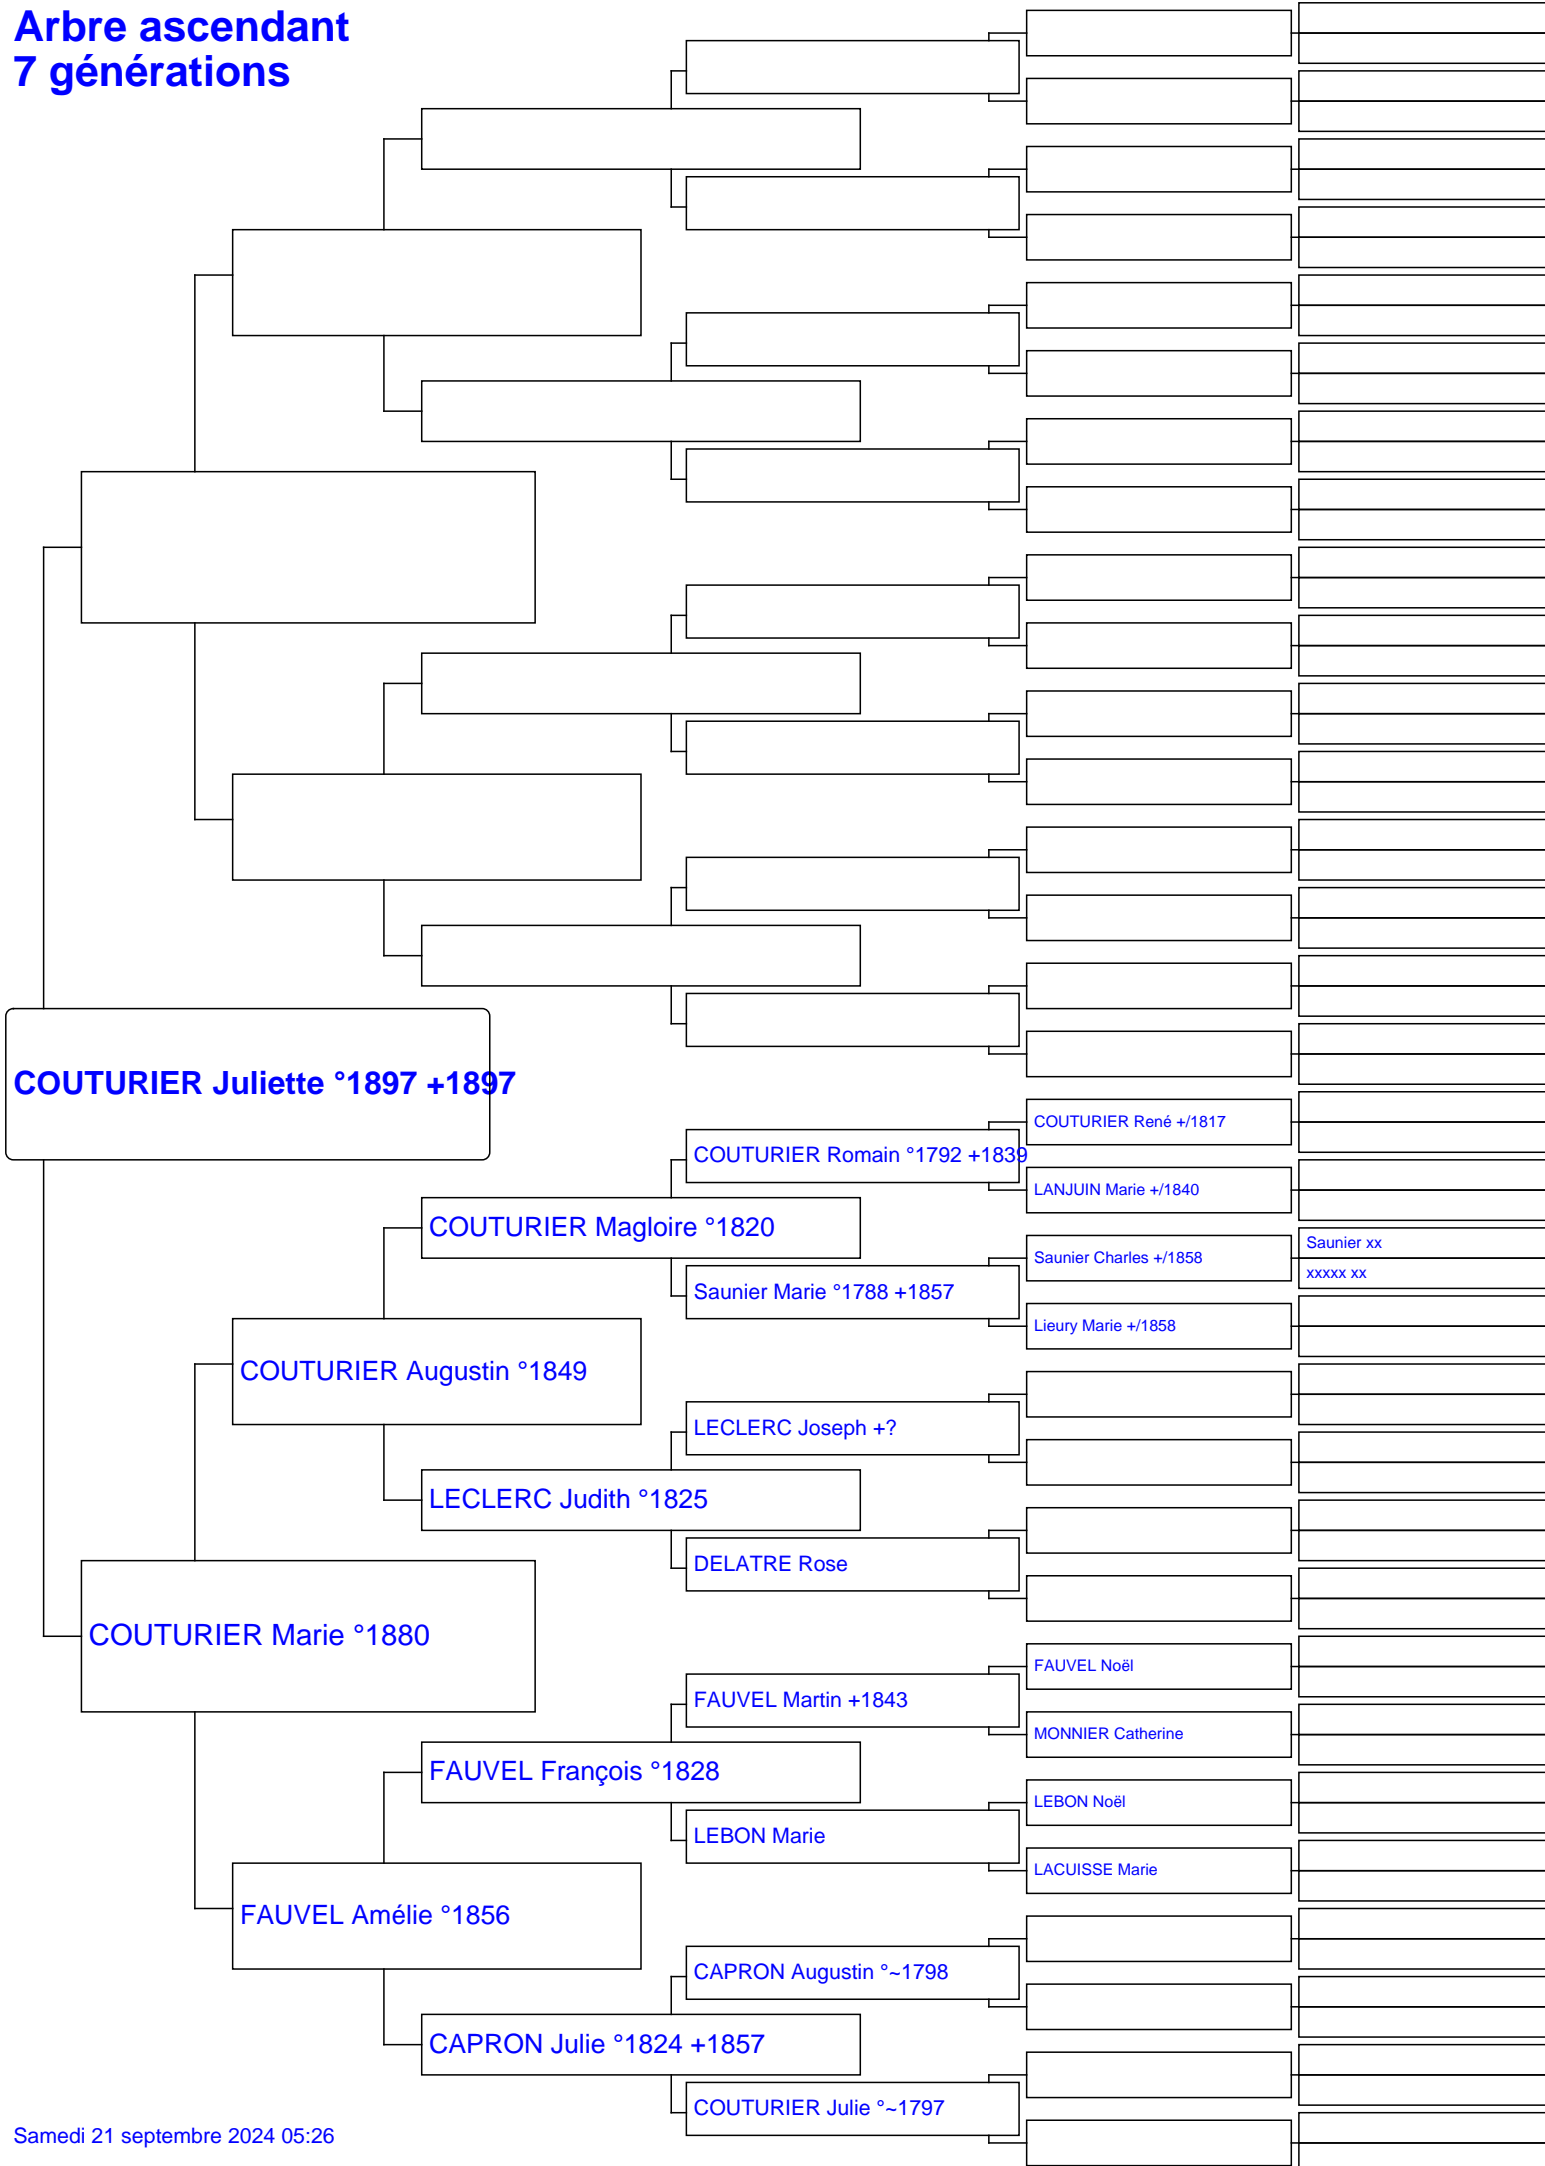 Arbre ascendant
7 générations
COUTURIER Juliette °1897 +1897
COUTURIER Marie °1880
COUTURIER Augustin °1849
FAUVEL Amélie °1856
COUTURIER Magloire °1820
LECLERC Judith °1825
FAUVEL François °1828
CAPRON Julie °1824 +1857
COUTURIER Romain °1792 +1839
Saunier Marie °1788 +1857
LECLERC Joseph +?
DELATRE Rose
FAUVEL Martin +1843
LEBON Marie
CAPRON Augustin °~1798
COUTURIER Julie °~1797
COUTURIER René +/1817
LANJUIN Marie +/1840
Saunier Charles +/1858
Lieury Marie +/1858
FAUVEL Noël
MONNIER Catherine
LEBON Noël
LACUISSE Marie
Saunier xx
xxxxx xx
Samedi 21 septembre 2024 05:26